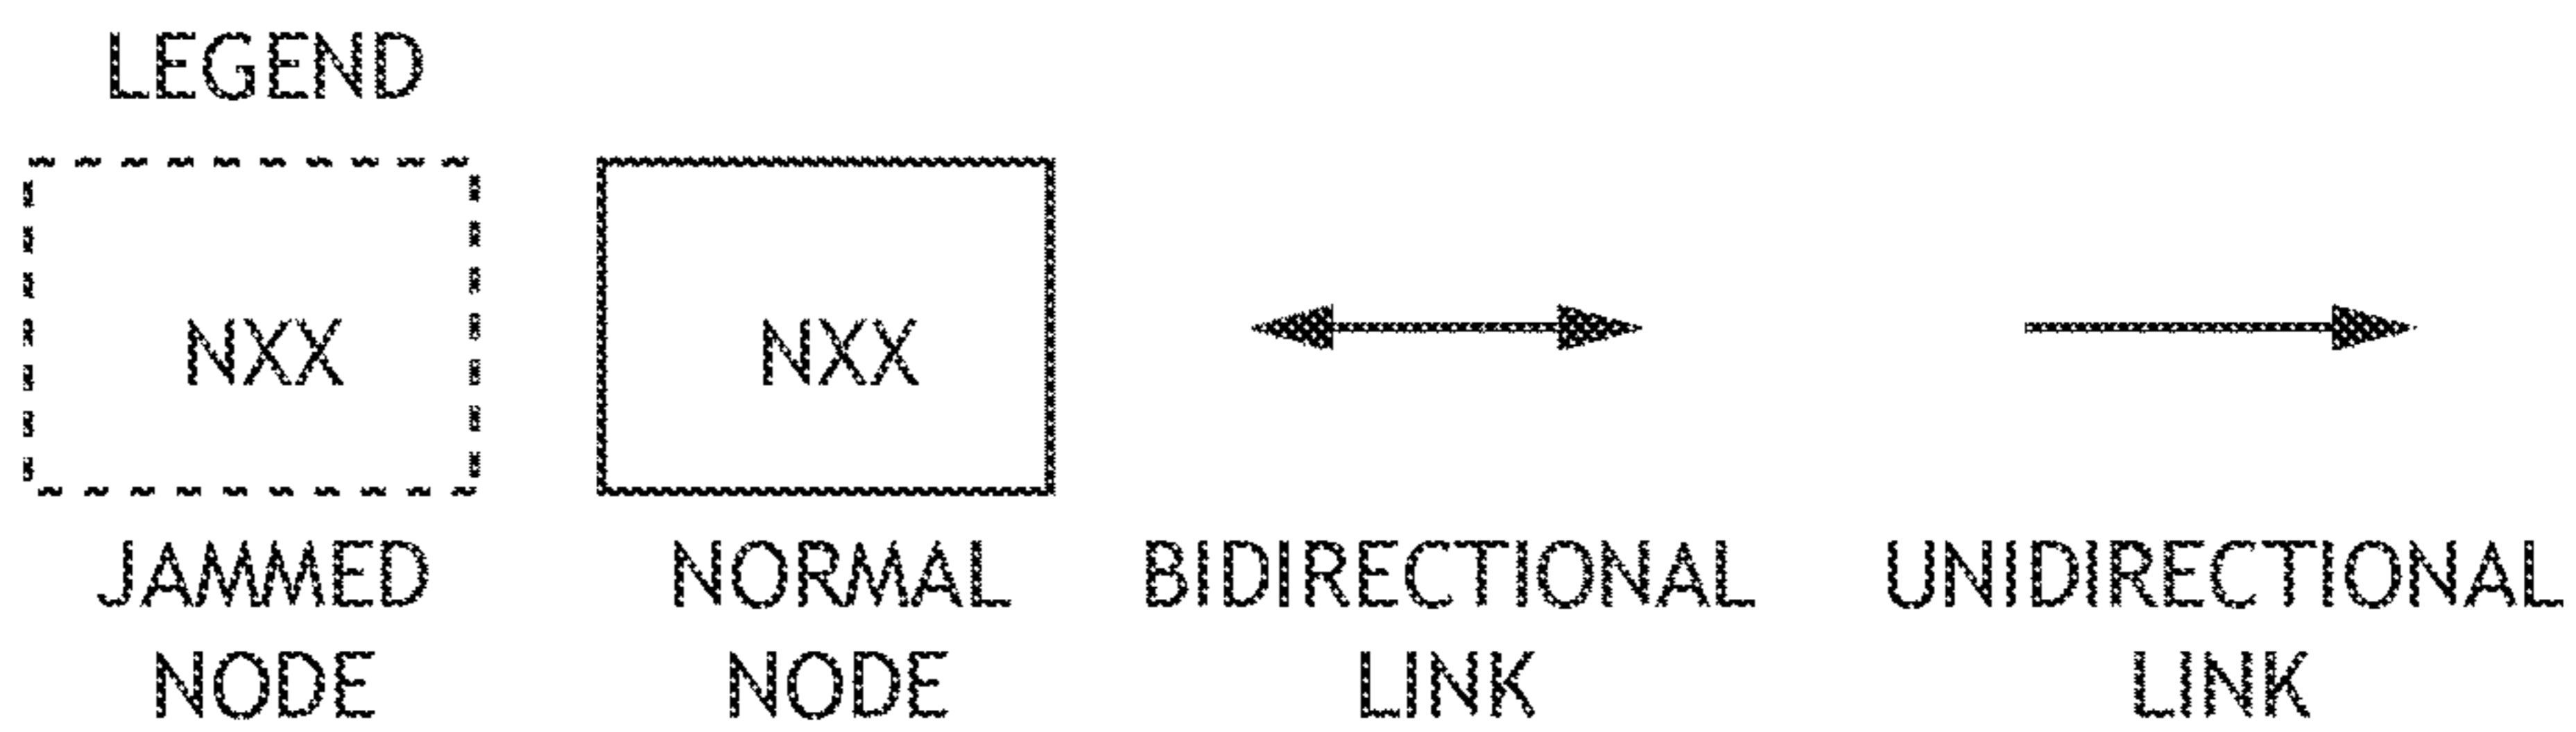 LEGEND
NXX
NXX
JAMMED
NODE
NORMAL
NODE
BIDIRECTIONAL
LINK
UNIDIRECTIONAL
LINK